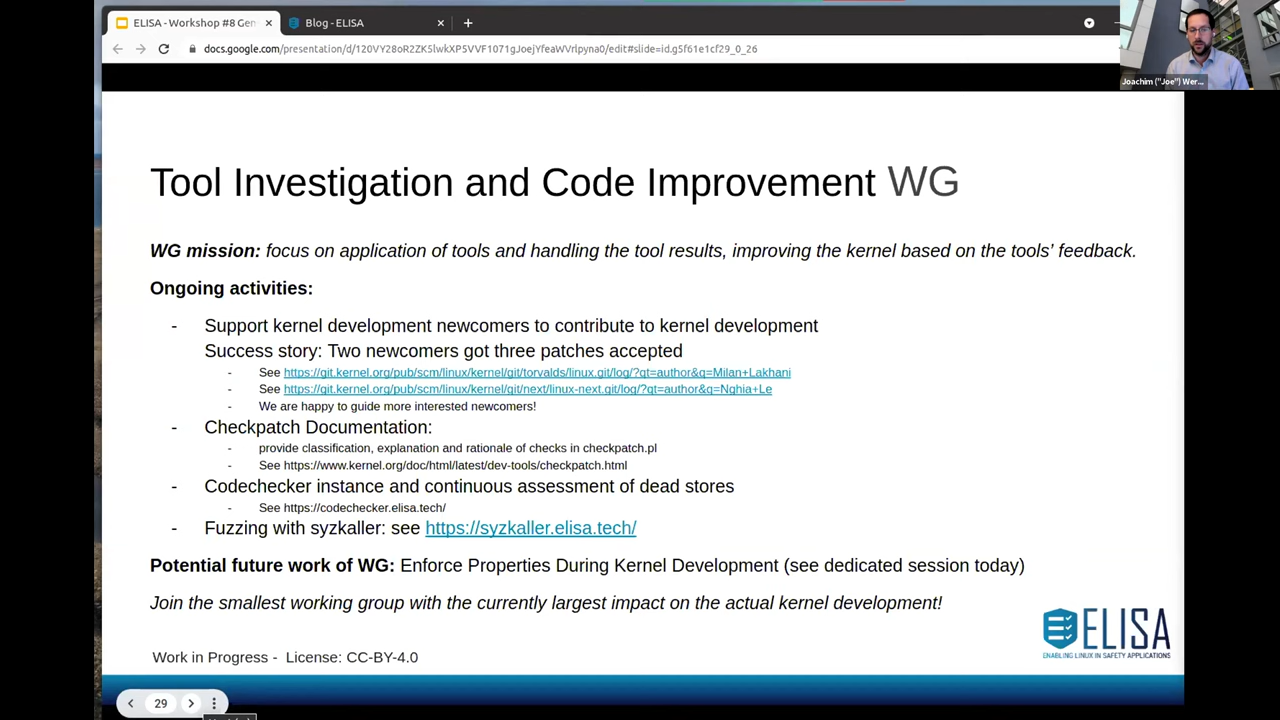 ELISA - Workshop #8 Gen
Blog - ELISA
docs.google.com/presentation/d/120VY28oR2ZK5lwkXP5VVF1071gJoejYfeaWVrlpyna0/edit#slide=id.g5f61e1cf29_0_26
Joachim ("Joe") Wer...
Tool Investigation and Code Improvement WG
WG mission: focus on application of tools and handling the tool results, improving the kernel based on the tools’ feedback.
Ongoing activities:
- Support kernel development newcomers to contribute to kernel development
Success story: Two newcomers got three patches accepted
- See https://git.kernel.org/pub/scm/linux/kernel/git/torvalds/linux.git/log/?qt=author&q=Milan+Lakhani
- See https://git.kernel.org/pub/scm/linux/kernel/git/next/linux-next.git/log/?qt=author&q=Nghia+Le
- We are happy to guide more interested newcomers!
- Checkpatch Documentation:
- provide classification, explanation and rationale of checks in checkpatch.pl
- See https://www.kernel.org/doc/html/latest/dev-tools/checkpatch.html
- Codechecker instance and continuous assessment of dead stores
- See https://codechecker.elisa.tech/
- Fuzzing with syzkaller: see https://syzkaller.elisa.tech/
Potential future work of WG: Enforce Properties During Kernel Development (see dedicated session today)
Join the smallest working group with the currently largest impact on the actual kernel development!
ELISA
ENABLING LINUX IN SAFETY APPLICATIONS
Work in Progress - License: CC-BY-4.0
29